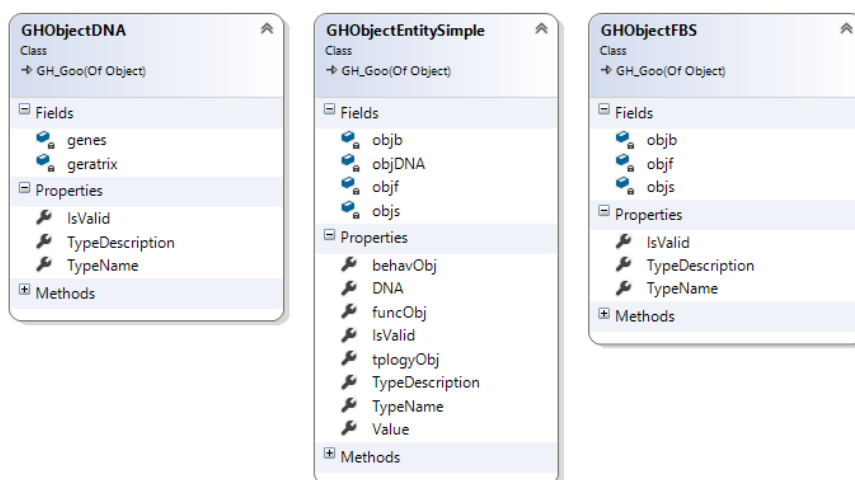 GHObjectDNA
Class
GH_Goo(Of Object)
Fields
genes
geratrix
Properties
IsValid
TypeDescription
TypeName
Methods
GHObjectEntitySimple
Class
GH_Goo(Of Object)
Fields
objb
objDNA
objf
objs
Properties
behavObj
DNA
funcObj
IsValid
tplogyObj
TypeDescription
TypeName
Value
Methods
GHObjectFBS
Class
GH_Goo(Of Object)
Fields
objb
objf
objs
Properties
IsValid
TypeDescription
TypeName
Methods